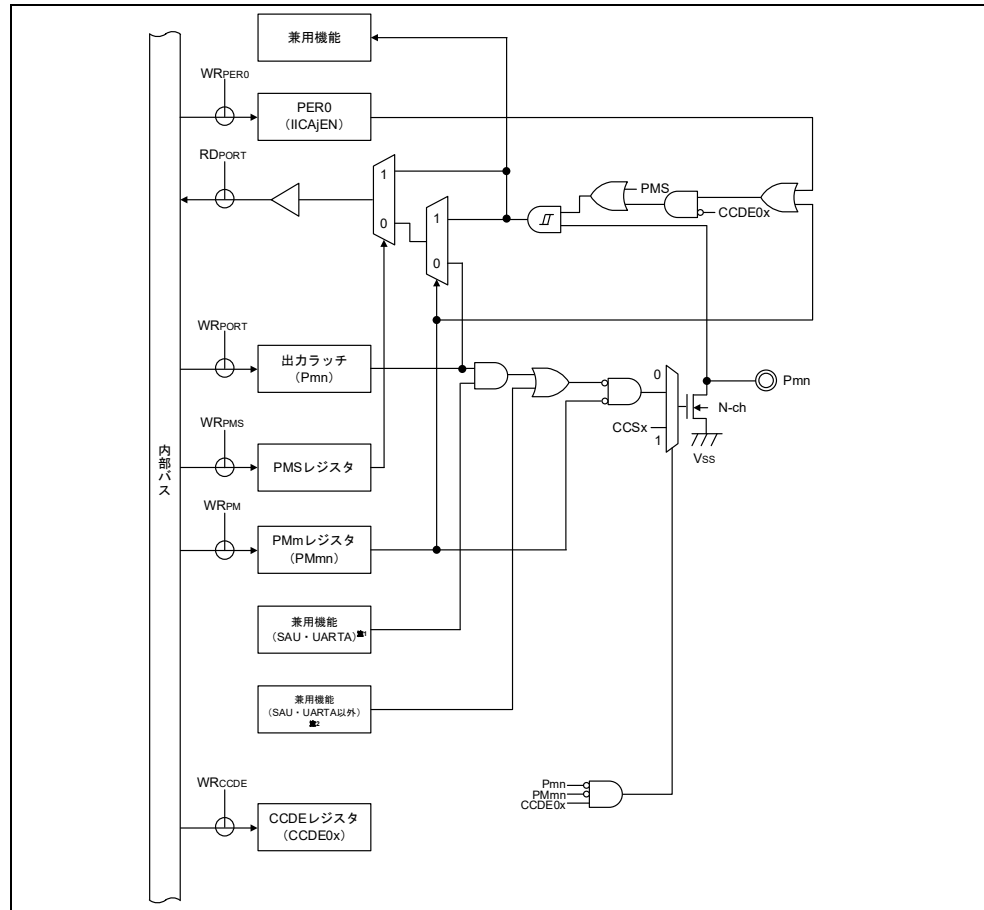 兼用機能
WRPER0
PER0
(IICAjEN)
RDPORT
1
0
1
0
PMS
CCDE0x
WRPORT
出力ラッチ
(Pmn)
0
CCSx
1
Pmn
N-ch
VSS
WRPMS
PMSレジスタ
内部バス
WRPM
PMmレジスタ
(PMmn)
兼用機能
(SAU・UARTA)注1
兼用機能
(SAU・UARTA以外)
注2
WRCCDE
CCDEレジスタ
(CCDE0x)
Pmn
PMmn
CCDE0x